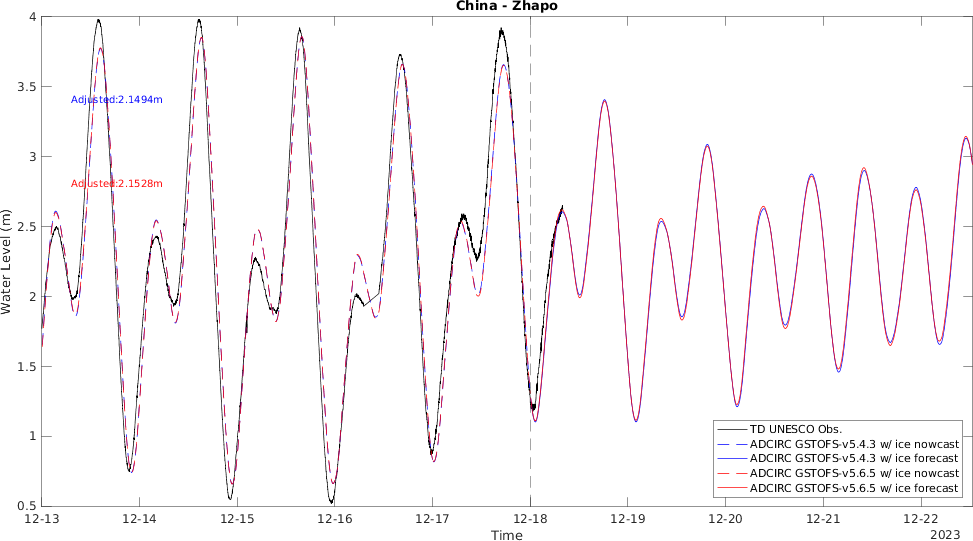 China - Zhapo
4
3.5
3
2.5
2
1.5
1
0.5
Water Level (m)
Adjusted:2.1494m
Adjusted:2.1528m
TD UNESCO Obs.
ADCIRC GSTOFS-v5.4.3 w/ ice nowcast
ADCIRC GSTOFS-v5.4.3 w/ ice forecast
ADCIRC GSTOFS-v5.6.5 w/ ice nowcast
ADCIRC GSTOFS-v5.6.5 w/ ice forecast
12-13 12-14 12-15 12-16 12-17 12-18 12-19 12-20 12-21 12-22
Time
2023